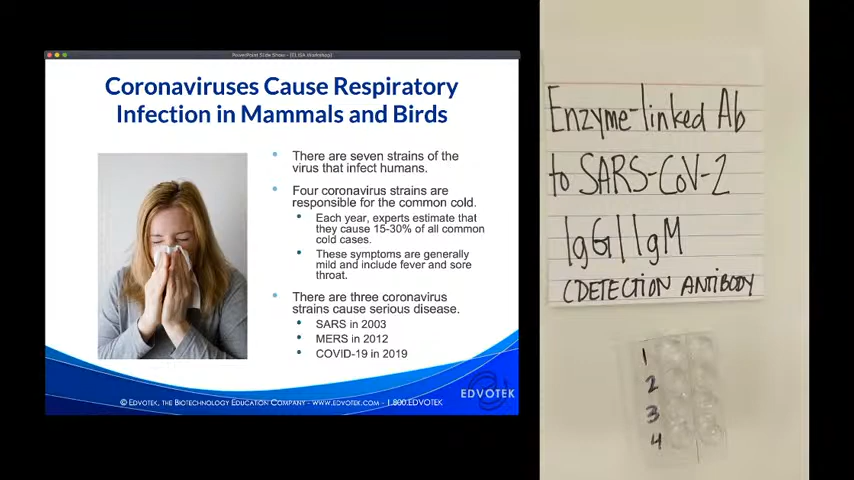 PowerPoint Slide Show - [ELISA Workshop]
Coronaviruses Cause Respiratory
Infection in Mammals and Birds
• There are seven strains of the
virus that infect humans.
• Four coronavirus strains are
responsible for the common cold.
• Each year, experts estimate that
they cause 15-30% of all common
cold cases.
• These symptoms are generally
mild and include fever and sore
throat.
• There are three coronavirus
strains cause serious disease.
• SARS in 2003
• MERS in 2012
• COVID-19 in 2019
EDVOTEK
© EDVOTEK, THE BIOTECHNOLOGY EDUCATION COMPANY - WWW.EDVOTEK.COM - 1.800.EDVOTEK
Enzyme-linked Ab
to SARS-CoV-2
IgG/IgM
(DETECTION ANTIBODY
1
2
3
4